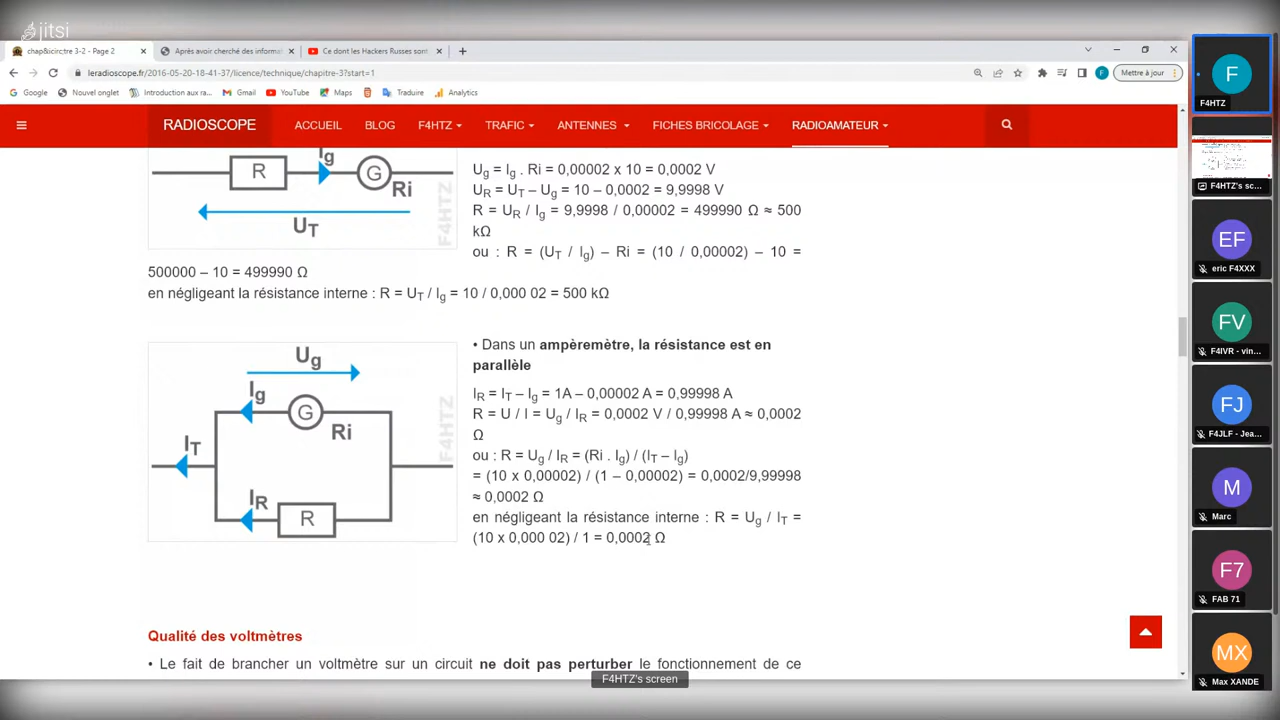 jitsi
chap&icirc;tre 3-2 - Page 2
Après avoir cherché des informat
Ce dont les Hackers Russes sont
leradioscope.fr/2016-05-20-18-41-37/licence/technique/chapitre-3?start=1
F
Mettre à jour
Google
Nouvel onglet
Introduction aux ra...
Gmail
YouTube
Maps
Traduire
Analytics
RADIOSCOPE
ACCUEIL
BLOG
F4HTZ
TRAFIC
ANTENNES
FICHES BRICOLAGE
RADIOAMATEUR
R
Ig
G
Ri
UT
F4HTZ
Ug = Ig . Ri = 0,00002 x 10 = 0,0002 V
UR = UT – Ug = 10 – 0,0002 = 9,9998 V
R = UR / Ig = 9,9998 / 0,00002 = 499990 Ω ≈ 500
kΩ
ou : R = (UT / Ig) – Ri = (10 / 0,00002) – 10 =
500000 – 10 = 499990 Ω
en négligeant la résistance interne : R = UT / Ig = 10 / 0,000 02 = 500 kΩ
Ug
Ig
G
Ri
IT
IR
R
F4HTZ
• Dans un ampèremètre, la résistance est en
parallèle
IR = IT – Ig = 1A – 0,00002 A = 0,99998 A
R = U / I = Ug / IR = 0,0002 V / 0,99998 A ≈ 0,0002
Ω
ou : R = Ug / IR = (Ri . Ig) / (IT – Ig)
= (10 x 0,00002) / (1 – 0,00002) = 0,0002/9,99998
≈ 0,0002 Ω
en négligeant la résistance interne : R = Ug / IT =
(10 x 0,000 02) / 1 = 0,0002 Ω
Qualité des voltmètres
• Le fait de brancher un voltmètre sur un circuit ne doit pas perturber le fonctionnement de ce
F4HTZ's screen
F
F4HTZ
F4HTZ's sc...
EF
eric F4XXX
FV
F4IVR - vin...
FJ
F4JLF - Jea...
M
Marc
F7
FAB 71
MX
Max XANDE